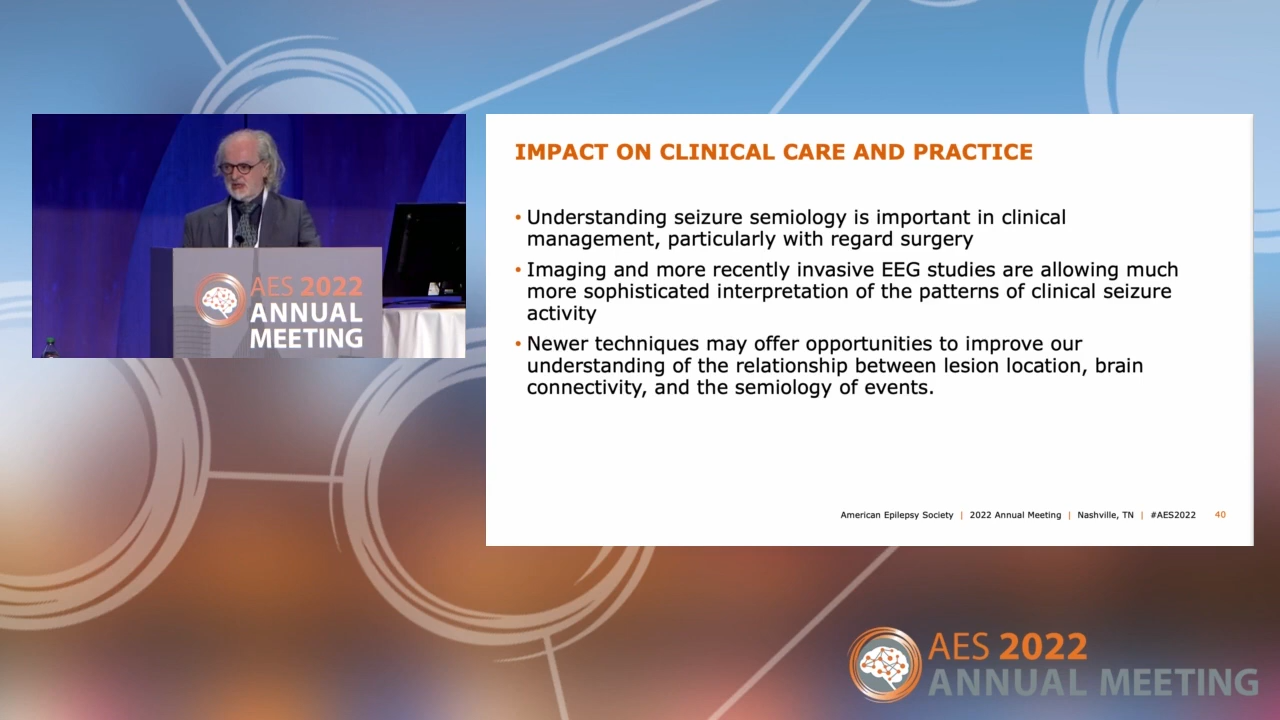 AES 2022
ANNUAL
MEETING
IMPACT ON CLINICAL CARE AND PRACTICE
• Understanding seizure semiology is important in clinical
management, particularly with regard surgery
• Imaging and more recently invasive EEG studies are allowing much
more sophisticated interpretation of the patterns of clinical seizure
activity
• Newer techniques may offer opportunities to improve our
understanding of the relationship between lesion location, brain
connectivity, and the semiology of events.
American Epilepsy Society | 2022 Annual Meeting | Nashville, TN | #AES2022 40
AES 2022
ANNUAL MEETING